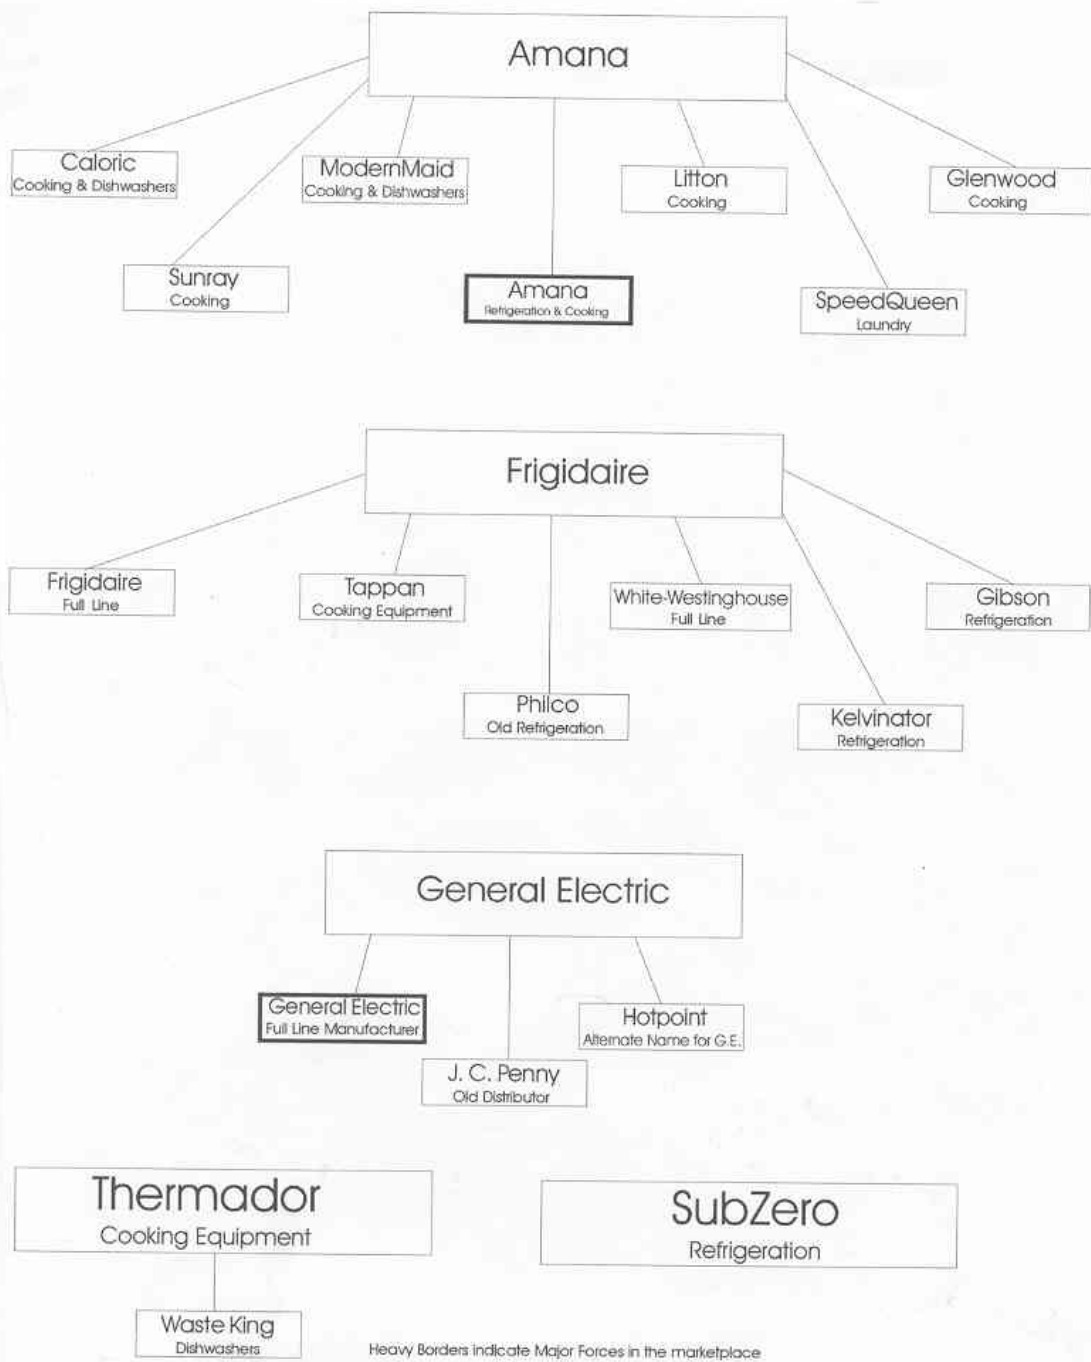 Amana
Caloric
Cooking & Dishwashers
ModernMaid
Cooking & Dishwashers
Litton
Cooking
Glenwood
Cooking
Sunray
Cooking
Amana
Refrigeration & Cooking
SpeedQueen
Laundry
Frigidaire
Frigidaire
Full Line
Tappan
Cooking Equipment
White-Westinghouse
Full Line
Gibson
Refrigeration
Philco
Old Refrigeration
Kelvinator
Refrigeration
General Electric
General Electric
Full Line Manufacturer
Hotpoint
Alternate Name for G.E.
J. C. Penny
Old Distributor
Thermador
Cooking Equipment
SubZero
Refrigeration
Waste King
Dishwashers
Heavy Borders indicate Major Forces in the marketplace